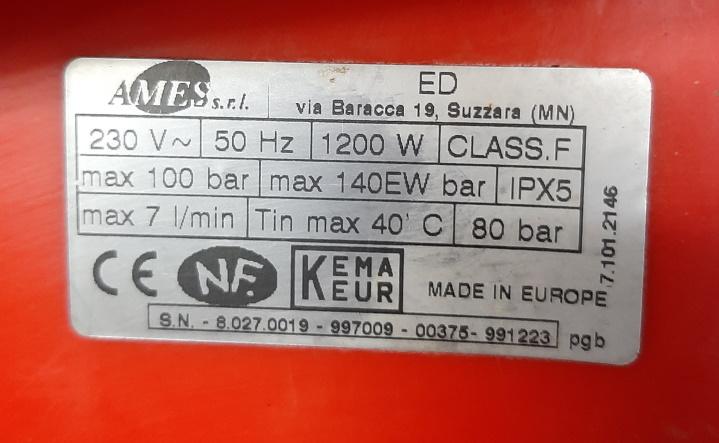 AMES s.r.l. ED
via Baracca 19, Suzzara (MN)
230 V~ 50 Hz 1200 W CLASS.F
max 100 bar max 140EW bar IPX5
max 7 l/min Tin max 40' C 80 bar
CE NF. KEMA KEUR MADE IN EUROPE
7.101.2146
S.N. - 8.027.0019 - 997009 - 00375- 991223 pgb